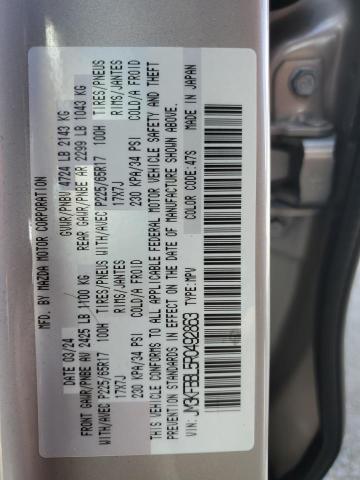 MFD. BY MAZDA MOTOR CORPORATION
DATE 03/24 GVWR/PNBV 4724 LB 2143 KG
FRONT GAWR/PNBE AV 2425 LB 1100 KG REAR GAWR/PNBE AR 2299 LB 1043 KG
WITH/AVEC P225/65R17 100H TIRES/PNEUS WITH/AVEC P225/65R17 100H TIRES/PNEUS
17X7J RIMS/JANTES 17X7J RIMS/JANTES
230 KPA/34 PSI COLD/A FROID 230 KPA/34 PSI COLD/A FROID
THIS VEHICLE CONFORMS TO ALL APPLICABLE FEDERAL MOTOR VEHICLE SAFETY AND THEFT
PREVENTION STANDARDS IN EFFECT ON THE DATE OF MANUFACTURE SHOWN ABOVE.
VIN: JM3KFBBL5R0492863 TYPE: MPV COLOR CODE: 47S MADE IN JAPAN